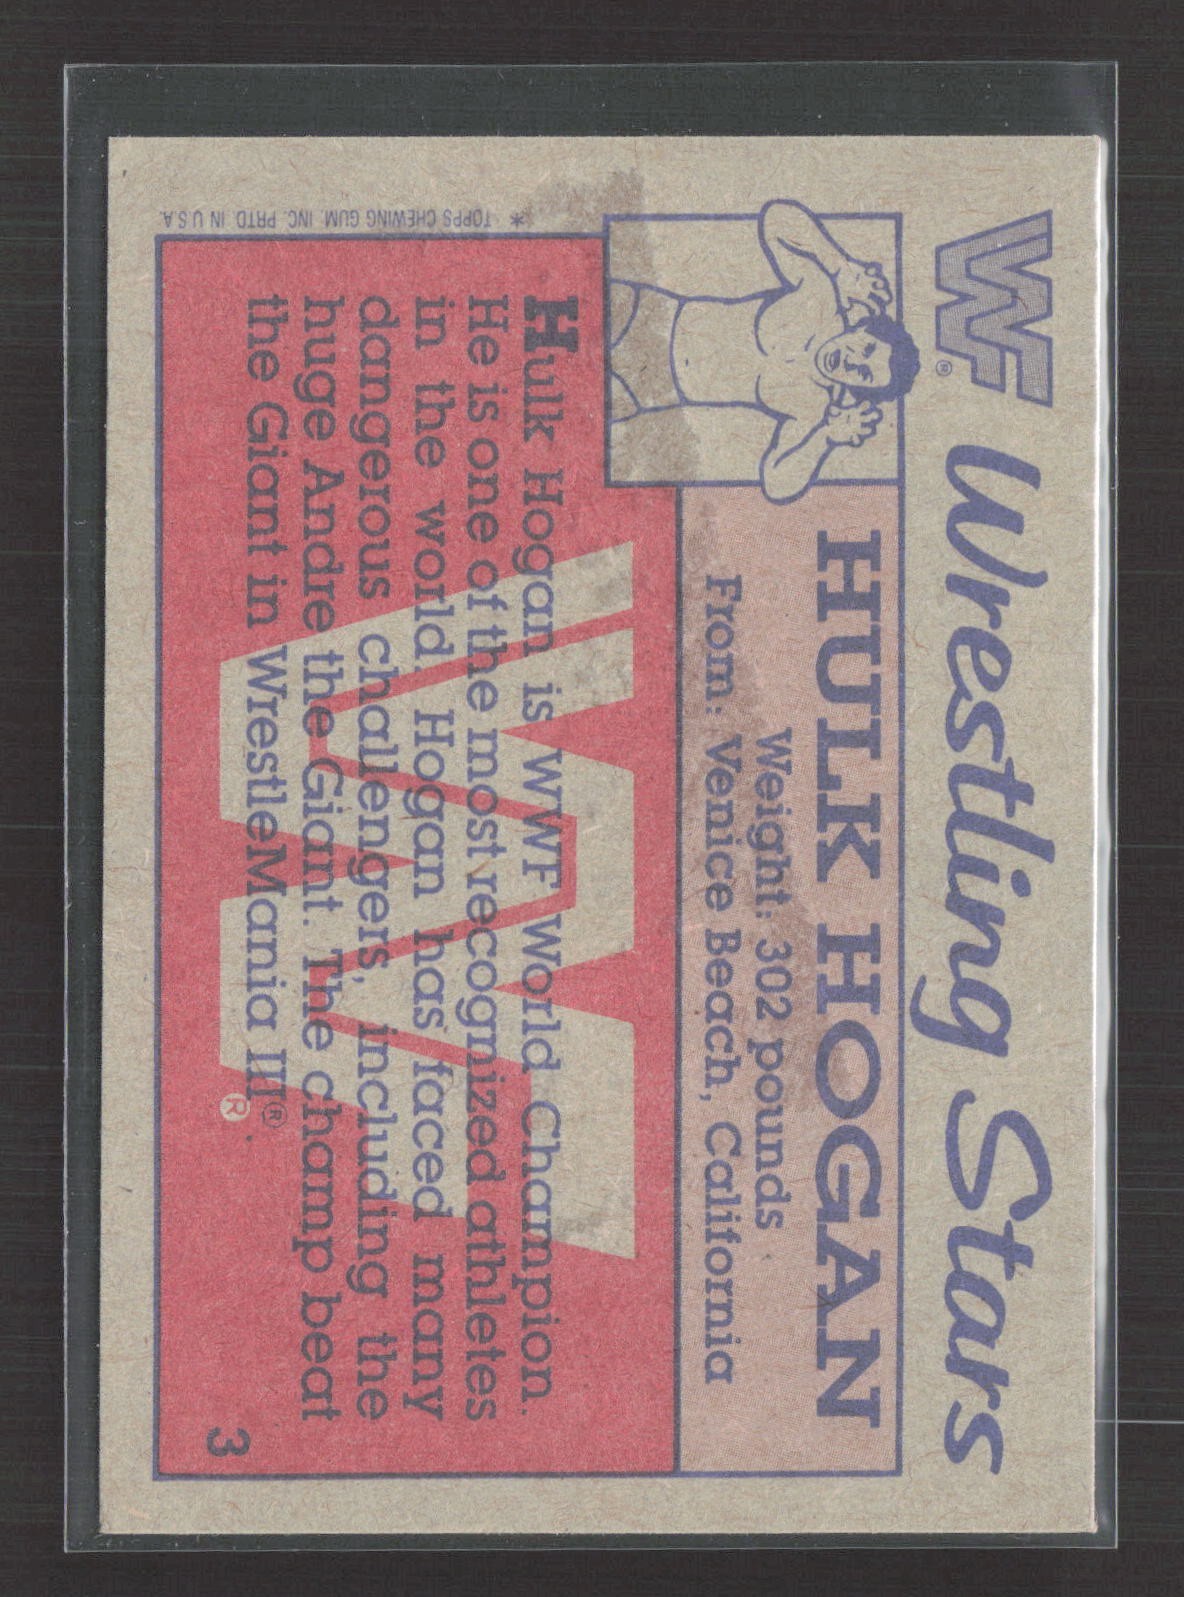 WF® Wrestling Stars
HULK HOGAN
Weight: 302 pounds
From: Venice Beach, California
Hulk Hogan is WWF World Champion.
He is one of the most recognized athletes
in the world. Hogan has faced many
dangerous challengers, including the
huge Andre the Giant. The champ beat
the Giant in WrestleMania III®.
W®
3
* TOPPS CHEWING GUM, INC. PRTD. IN U.S.A.